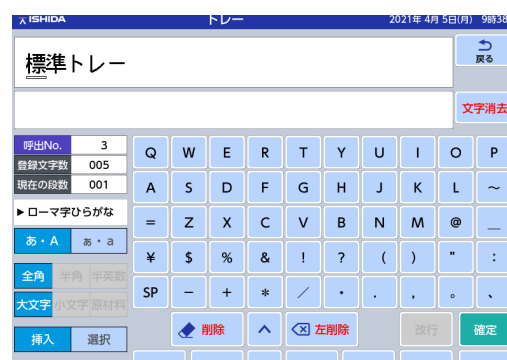 ISHIDA トレー 2021年 4月 5日(月) 9時38
標準トレー
戻る
文字消去
呼出No. 3
登録文字数 005
現在の段数 001
▶ローマ字ひらがな
あ・A あ・a
全角 半角 半英数
大文字 小文字 原材料
挿入 選択
Q W E R T Y U I O P
A S D F G H J K L ~
= Z X C V B N M @ _
¥ $ % & ! ? ( ) " :
SP － + * ／ ・ . , 。 、
削除 ^ 左削除 改行 確定